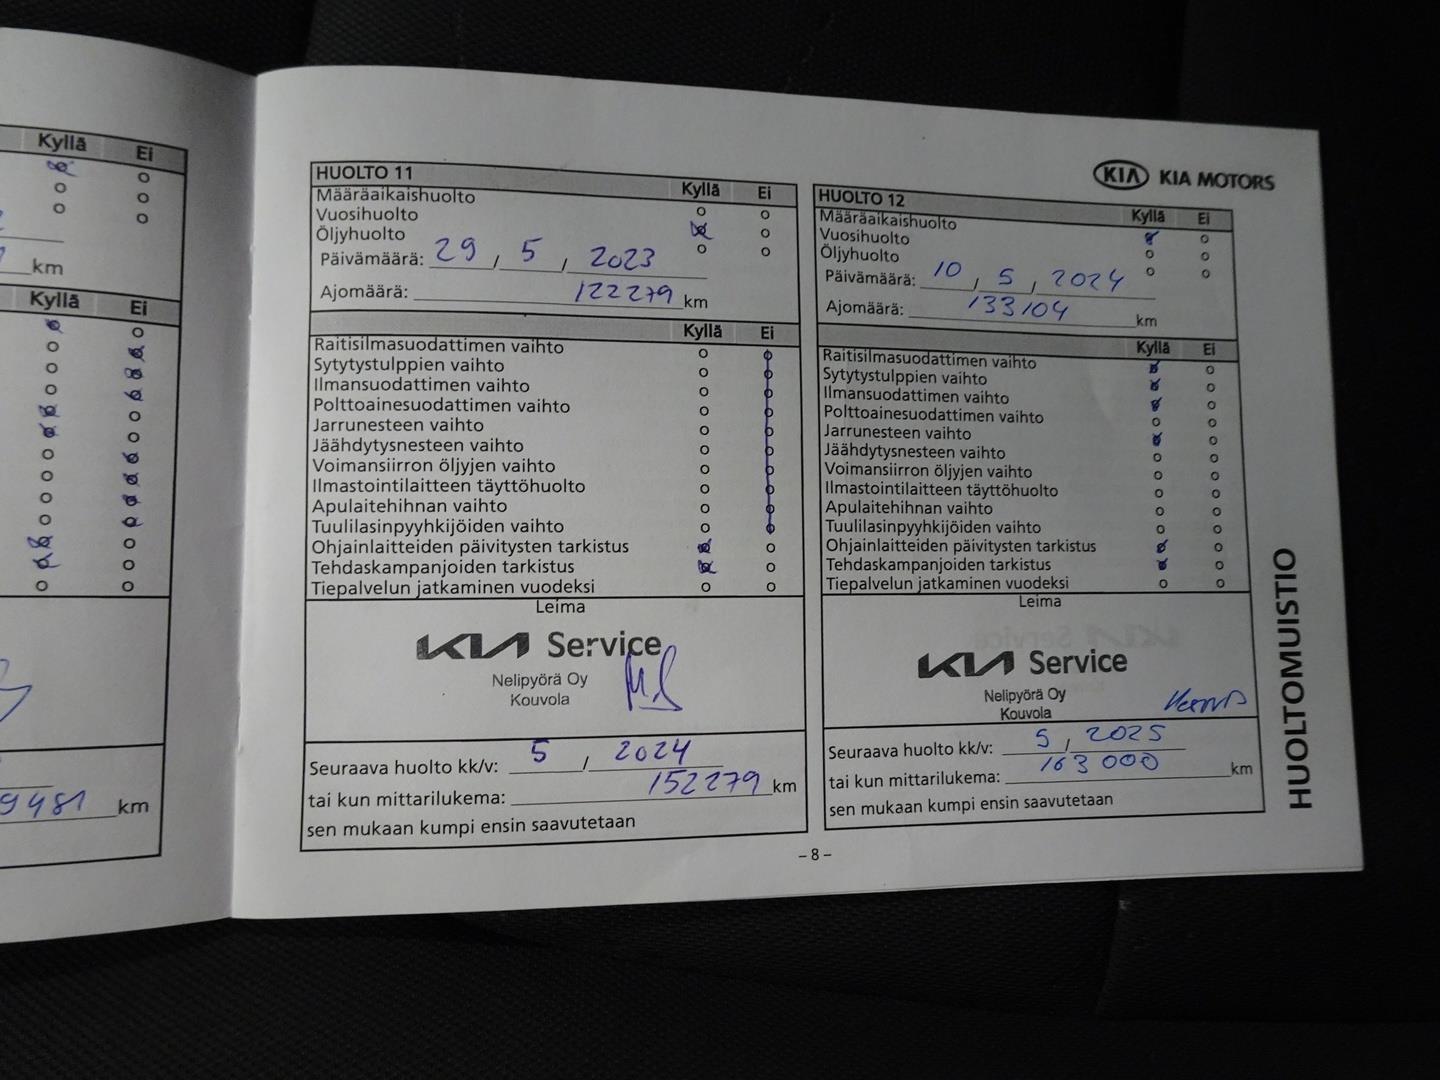 Kyllä Ei
km
Kyllä Ei
9481 km
HUOLTO 11
Kyllä Ei
Määräaikaishuolto
Vuosihuolto
Öljyhuolto
Päivämäärä: 29 , 5 , 2023
Ajomäärä: 122279 km
Kyllä Ei
Raitisilmasuodattimen vaihto
Sytytystulppien vaihto
Ilmansuodattimen vaihto
Polttoainesuodattimen vaihto
Jarrunesteen vaihto
Jäähdytysnesteen vaihto
Voimansiirron öljyjen vaihto
Ilmastointilaitteen täyttöhuolto
Apulaitehihnan vaihto
Tuulilasinpyyhkijöiden vaihto
Ohjainlaitteiden päivitysten tarkistus
Tehdaskampanjoiden tarkistus
Tiepalvelun jatkaminen vuodeksi
Leima
KIA Service
Nelipyörä Oy
Kouvola
Seuraava huolto kk/v: 5 / 2024
tai kun mittarilukema: 152279 km
sen mukaan kumpi ensin saavutetaan
KIA KIA MOTORS
HUOLTO 12
Kyllä Ei
Määräaikaishuolto
Vuosihuolto
Öljyhuolto
Päivämäärä: 10 , 5 , 2024
Ajomäärä: 133104 km
Kyllä Ei
Raitisilmasuodattimen vaihto
Sytytystulppien vaihto
Ilmansuodattimen vaihto
Polttoainesuodattimen vaihto
Jarrunesteen vaihto
Jäähdytysnesteen vaihto
Voimansiirron öljyjen vaihto
Ilmastointilaitteen täyttöhuolto
Apulaitehihnan vaihto
Tuulilasinpyyhkijöiden vaihto
Ohjainlaitteiden päivitysten tarkistus
Tehdaskampanjoiden tarkistus
Tiepalvelun jatkaminen vuodeksi
Leima
KIA Service
Nelipyörä Oy
Kouvola
Seuraava huolto kk/v: 5 / 2025
tai kun mittarilukema: 163000 km
sen mukaan kumpi ensin saavutetaan
HUOLTOMUISTIO
– 8 –